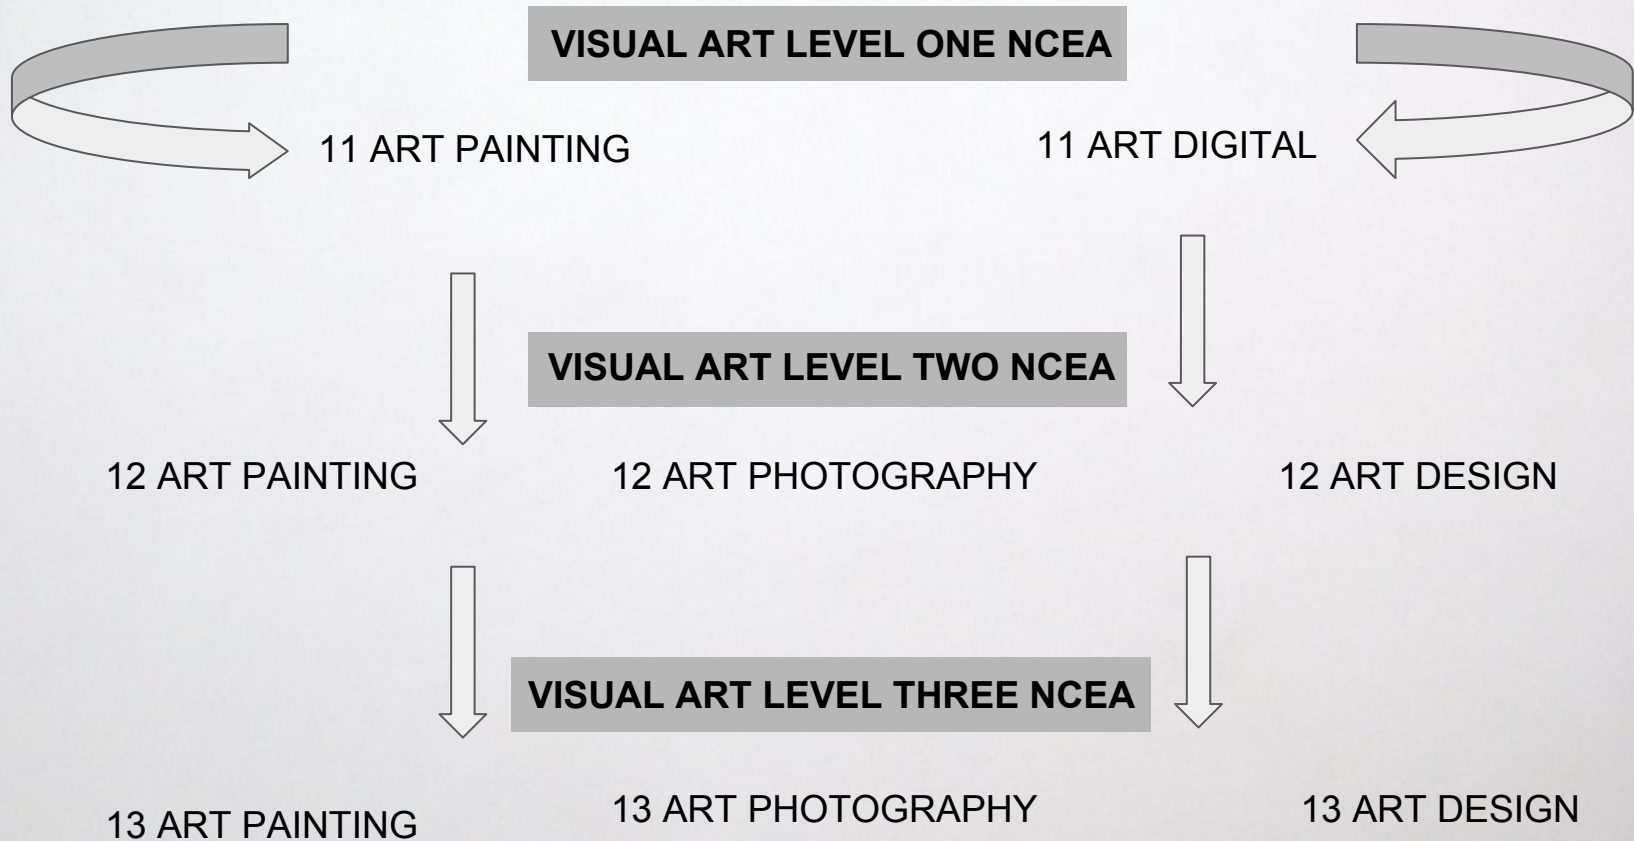 VISUAL ART LEVEL ONE NCEA
11 ART PAINTING
11 ART DIGITAL
VISUAL ART LEVEL TWO NCEA
12 ART PAINTING
12 ART PHOTOGRAPHY
12 ART DESIGN
VISUAL ART LEVEL THREE NCEA
13 ART PAINTING
13 ART PHOTOGRAPHY
13 ART DESIGN